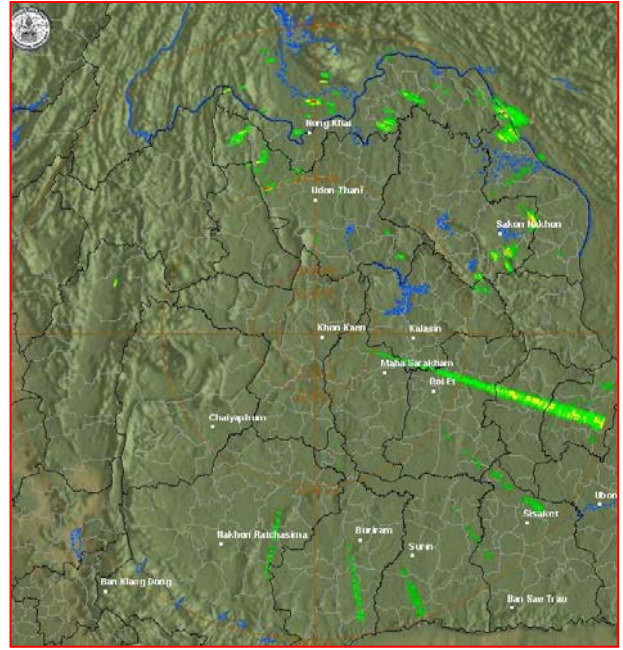 Nong Khai
Udon Thani
Sakon Nakhon
Khon Kaen
Kalasin
Maha Sarakham
Roi Et
Chaiyaphum
Ubon
Sisaket
Nakhon Ratchasima
Buriram
Surin
Ban Klang Dong
Ban Sae Trao